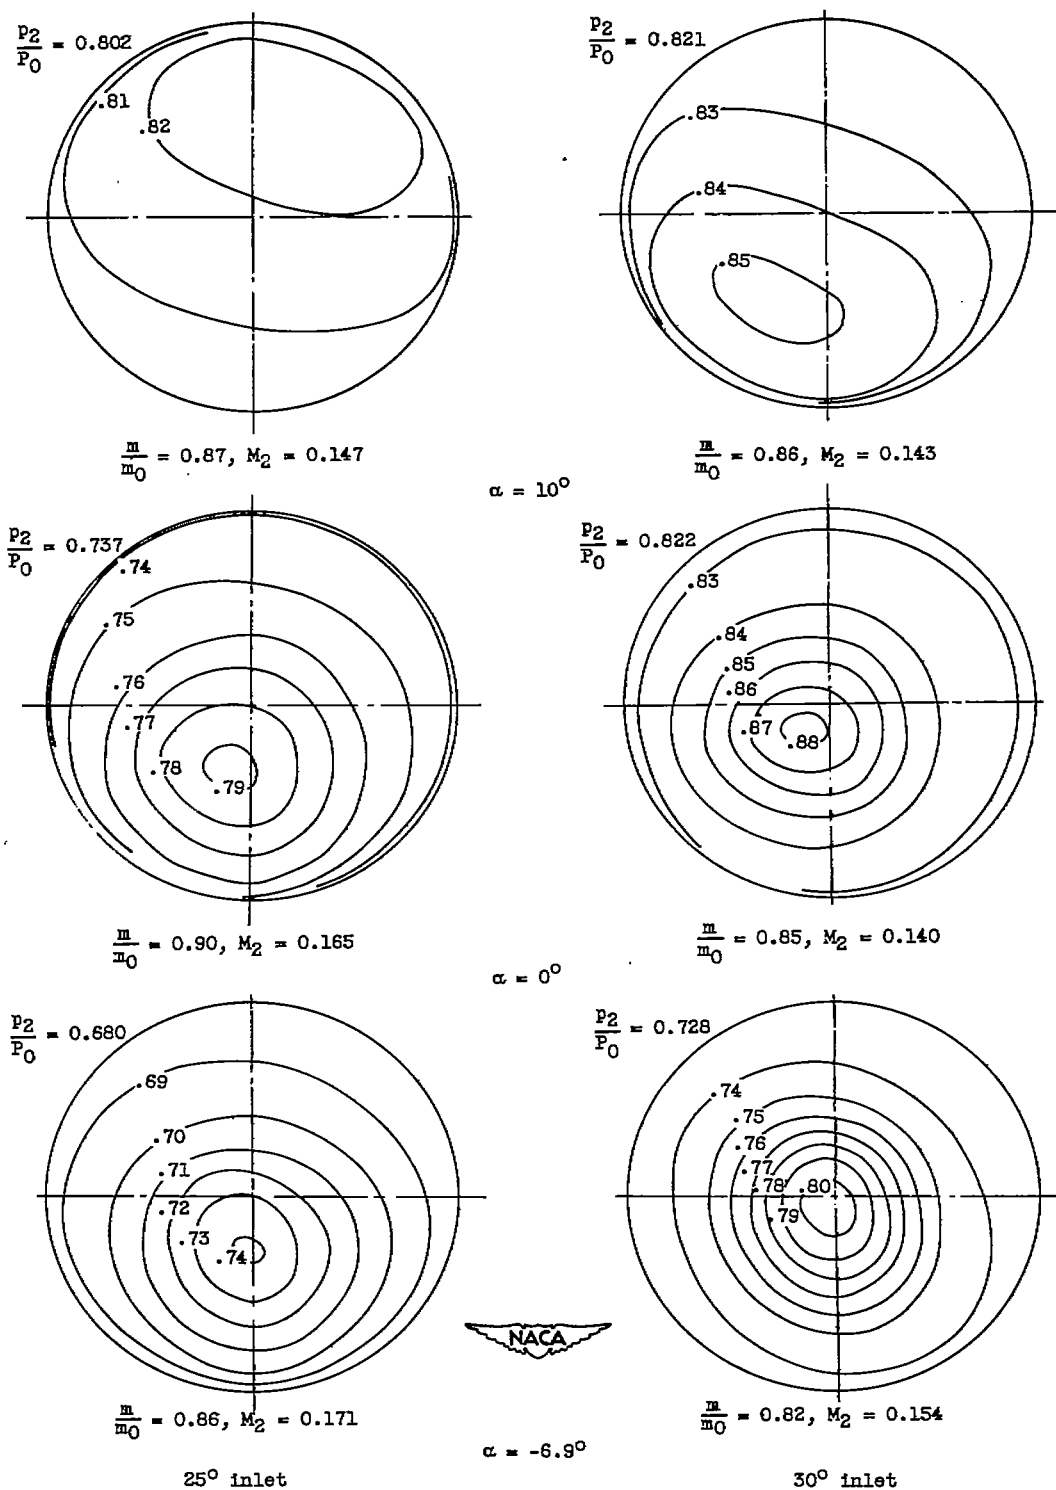 p2/P0 = 0.802
.81
.82
m/m0 = 0.87, M2 = 0.147
p2/P0 = 0.821
.83
.84
.85
m/m0 = 0.86, M2 = 0.143
α = 10°
p2/P0 = 0.737
.74
.75
.76
.77
.78
.79
m/m0 = 0.90, M2 = 0.165
p2/P0 = 0.822
.83
.84
.85
.86
.87
.88
m/m0 = 0.85, M2 = 0.140
α = 0°
p2/P0 = 0.680
.69
.70
.71
.72
.73
.74
m/m0 = 0.86, M2 = 0.171
p2/P0 = 0.728
.74
.75
.76
.77
.78
.80
.79
m/m0 = 0.82, M2 = 0.154
NACA
α = -6.9°
25° inlet
30° inlet